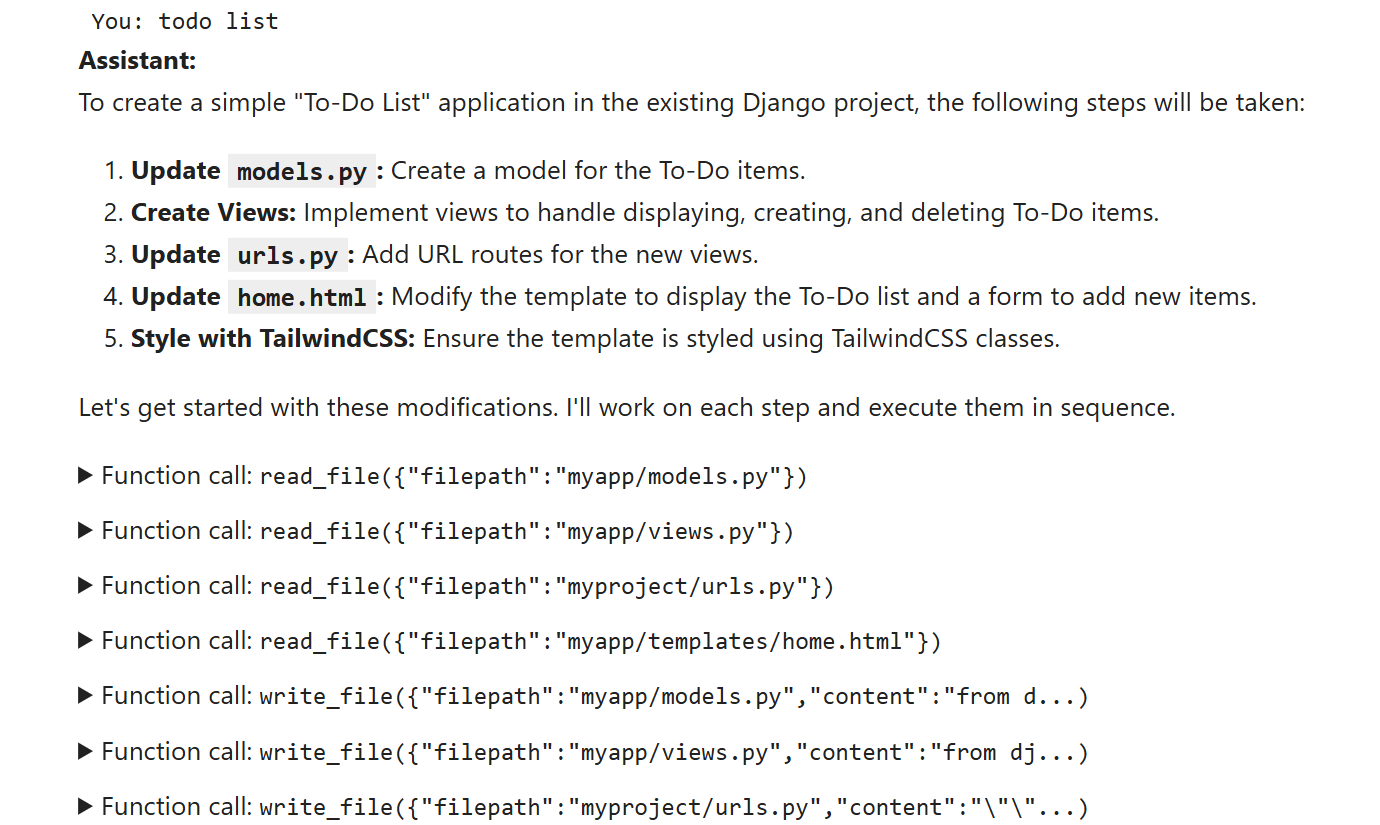 You: todo list
Assistant:
To create a simple "To-Do List" application in the existing Django project, the following steps will be taken:
1. Update models.py: Create a model for the To-Do items.
2. Create Views: Implement views to handle displaying, creating, and deleting To-Do items.
3. Update urls.py: Add URL routes for the new views.
4. Update home.html: Modify the template to display the To-Do list and a form to add new items.
5. Style with TailwindCSS: Ensure the template is styled using TailwindCSS classes.
Let's get started with these modifications. I'll work on each step and execute them in sequence.
▶ Function call: read_file({"filepath":"myapp/models.py"})
▶ Function call: read_file({"filepath":"myapp/views.py"})
▶ Function call: read_file({"filepath":"myproject/urls.py"})
▶ Function call: read_file({"filepath":"myapp/templates/home.html"})
▶ Function call: write_file({"filepath":"myapp/models.py","content":"from d...)
▶ Function call: write_file({"filepath":"myapp/views.py","content":"from dj...)
▶ Function call: write_file({"filepath":"myproject/urls.py","content":"\"\"...)